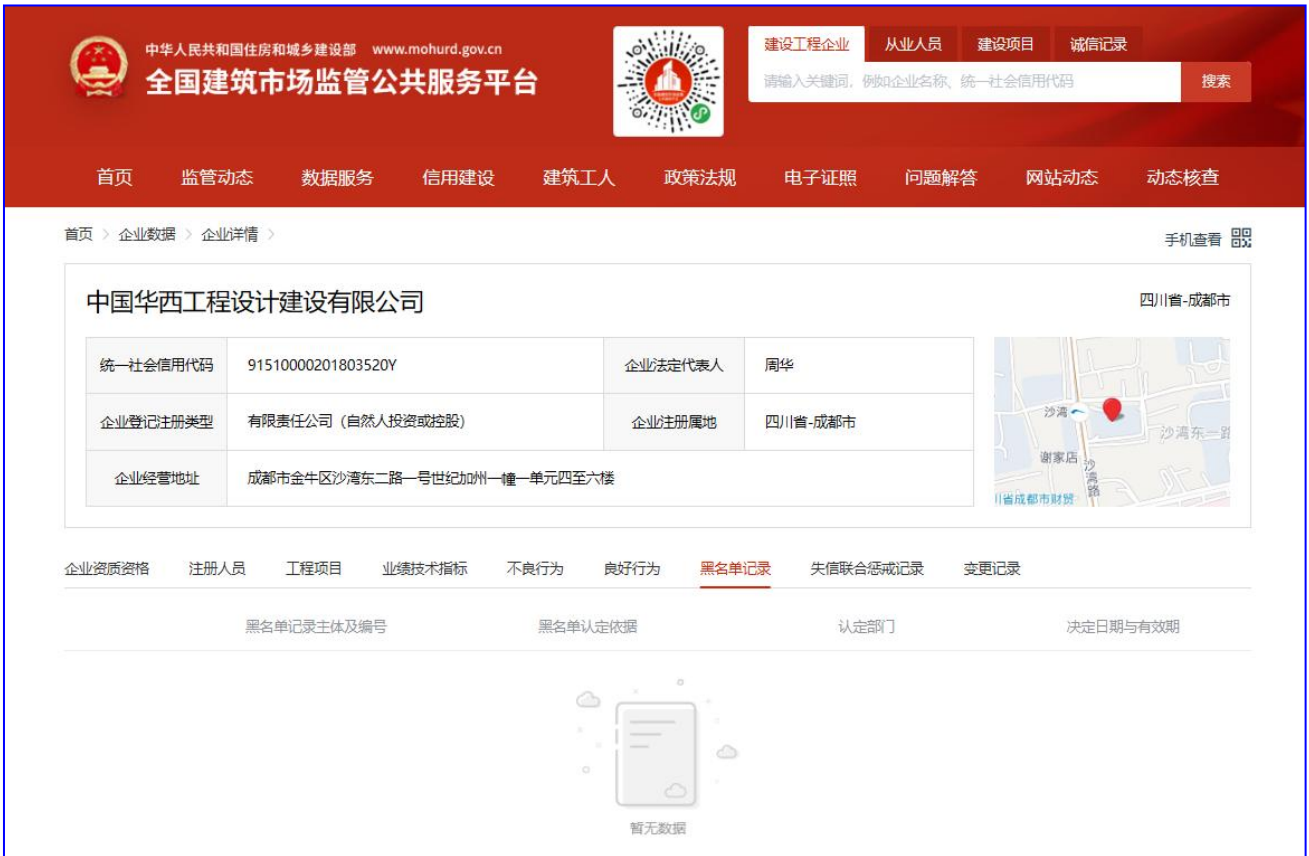 中华人民共和国住房和城乡建设部 www.mohurd.gov.cn
全国建筑市场监管公共服务平台
建设工程企业 从业人员 建设项目 诚信记录
请输入关键词，例如企业名称、统一社会信用代码 搜索
首页 监管动态 数据服务 信用建设 建筑工人 政策法规 电子证照 问题解答 网站动态 动态核查
首页 > 企业数据 > 企业详情 >
手机查看
中国华西工程设计建设有限公司
四川省-成都市
统一社会信用代码 91510000201803520Y 企业法定代表人 周华
企业登记注册类型 有限责任公司（自然人投资或控股） 企业注册属地 四川省-成都市
企业经营地址 成都市金牛区沙湾东二路一号世纪加州一幢一单元四至六楼
沙湾
沙湾东一路
谢家店
沙湾路
川省成都市财贸
企业资质资格 注册人员 工程项目 业绩技术指标 不良行为 良好行为 黑名单记录 失信联合惩戒记录 变更记录
黑名单记录主体及编号 黑名单认定依据 认定部门 决定日期与有效期
暂无数据